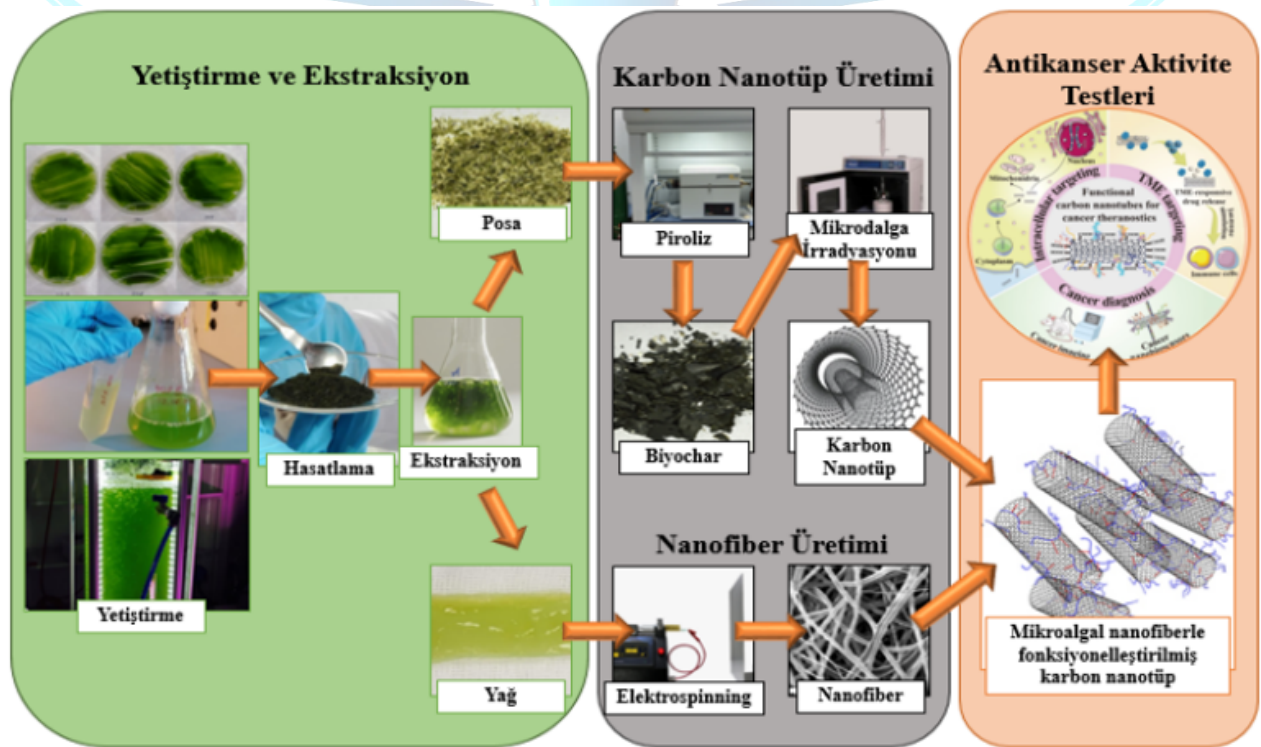 Yetiştirme ve Ekstraksiyon
Yetiştirme
Hasatlama
Ekstraksiyon
Posa
Yağ
Karbon Nanotüp Üretimi
Piroliz
Mikrodalga
İrradyasyonu
Biyochar
Karbon
Nanotüp
Nanofiber Üretimi
Elektrospinning
Nanofiber
Antikanser Aktivite
Testleri
Intracellular targeting
TME targeting
Cancer diagnosis
Functional
carbon nanotubes for
cancer theranostics
Nucleus
Mitochondria
Cytoplasm
TME-responsive
drug release
Immune cells
Cancer imaging
Mikroalgal nanofiberle
fonksiyonelleştirilmiş
karbon nanotüp